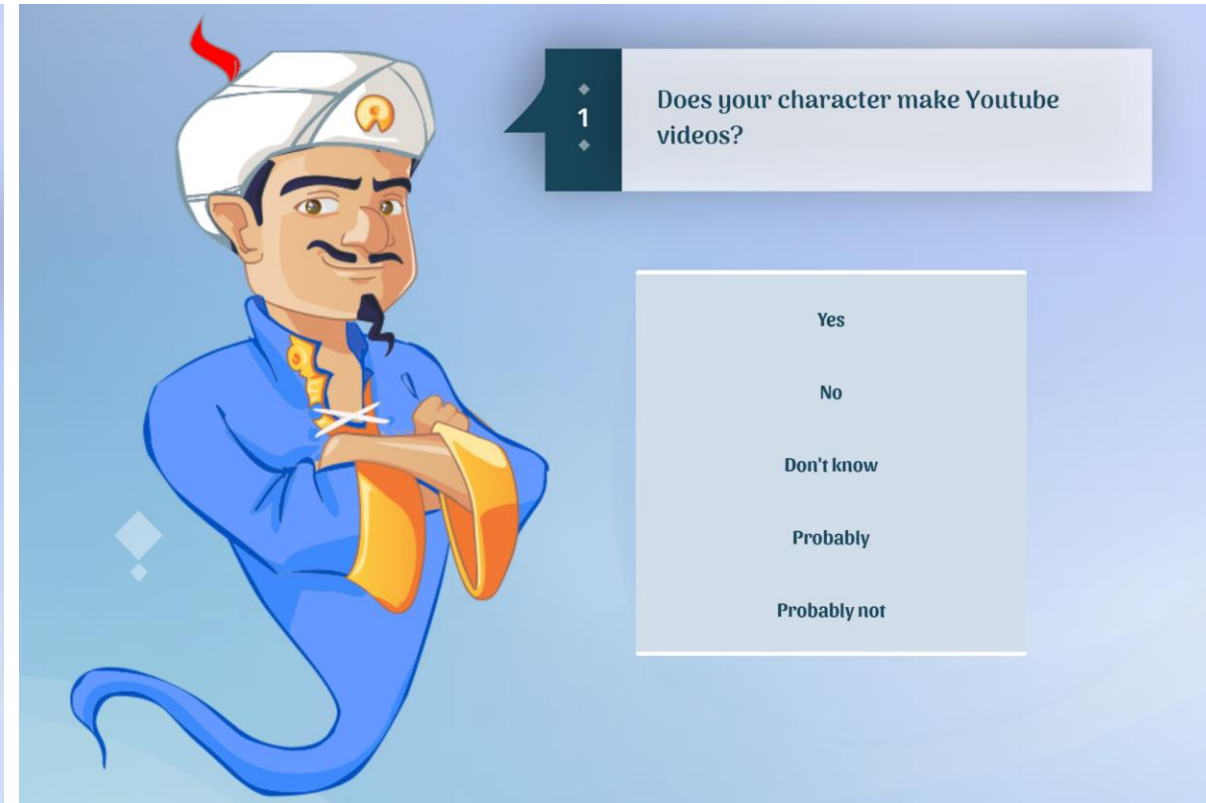 1
Does your character make Youtube
videos?
Yes
No
Don't know
Probably
Probably not